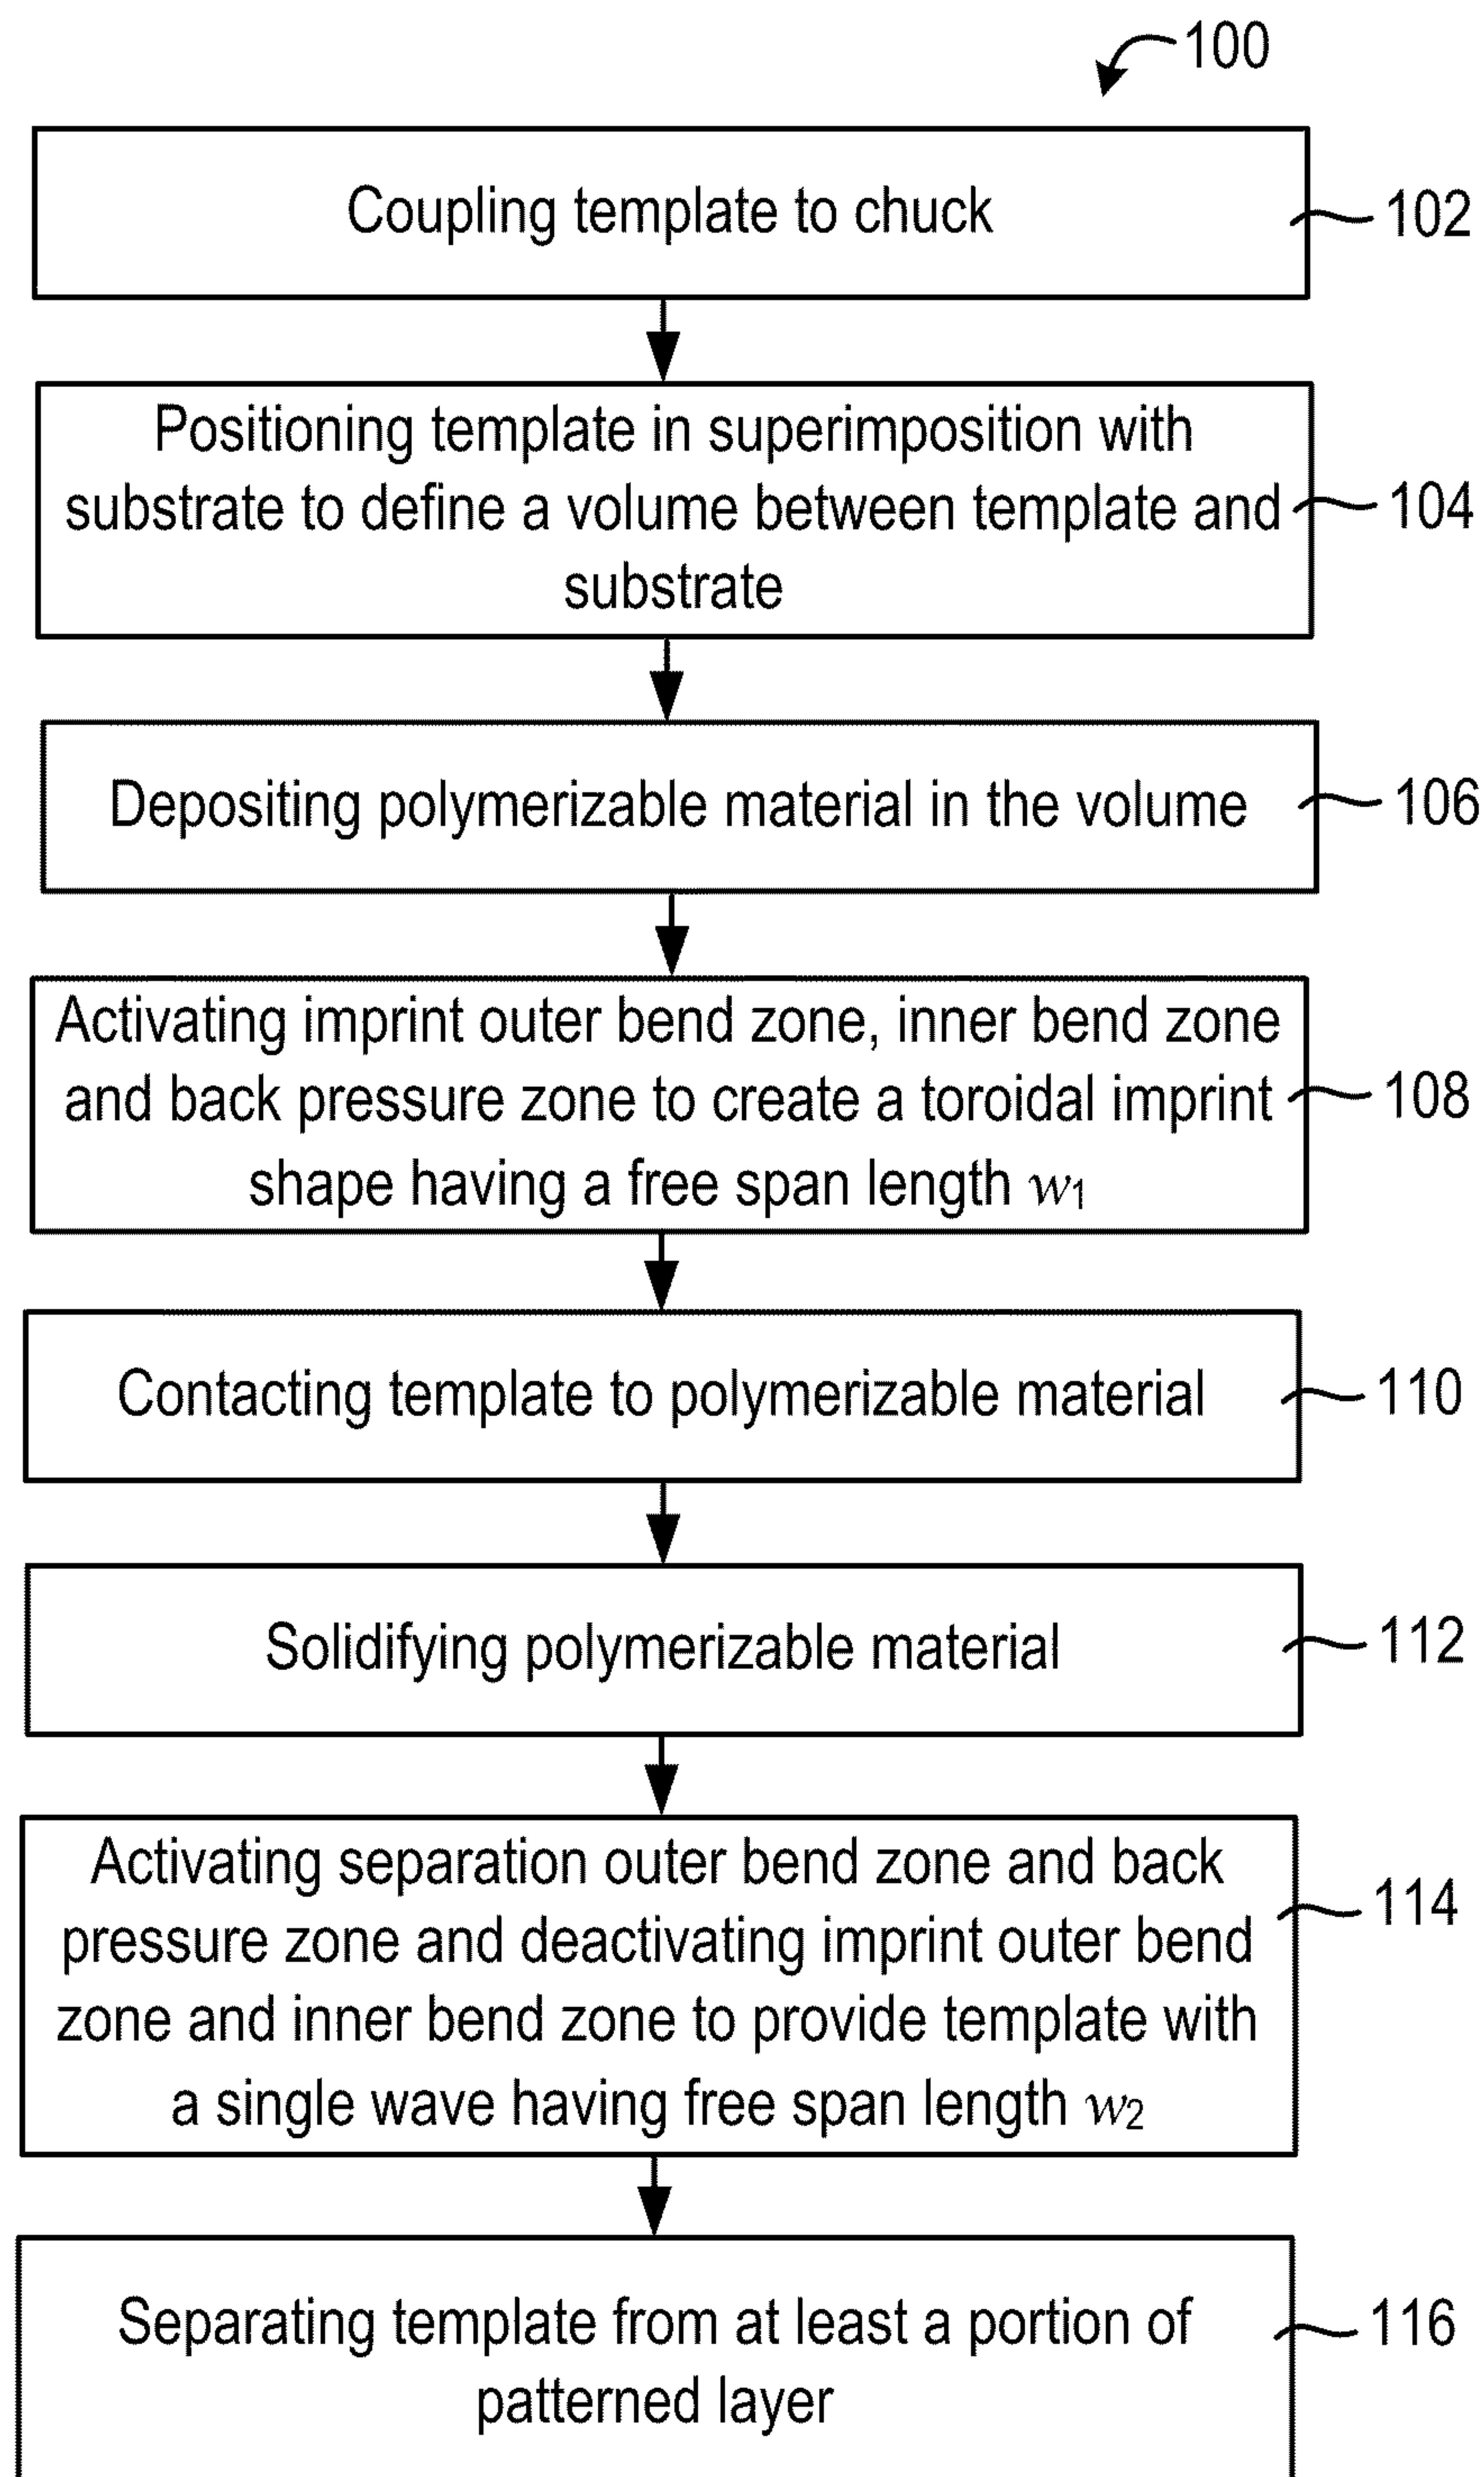 100
Coupling template to chuck
102
Positioning template in superimposition with
substrate to define a volume between template and
substrate
104
Depositing polymerizable material in the volume
106
Activating imprint outer bend zone, inner bend zone
and back pressure zone to create a toroidal imprint
shape having a free span length w1
108
Contacting template to polymerizable material
110
Solidifying polymerizable material
112
Activating separation outer bend zone and back
pressure zone and deactivating imprint outer bend
zone and inner bend zone to provide template with
a single wave having free span length w2
114
Separating template from at least a portion of
patterned layer
116